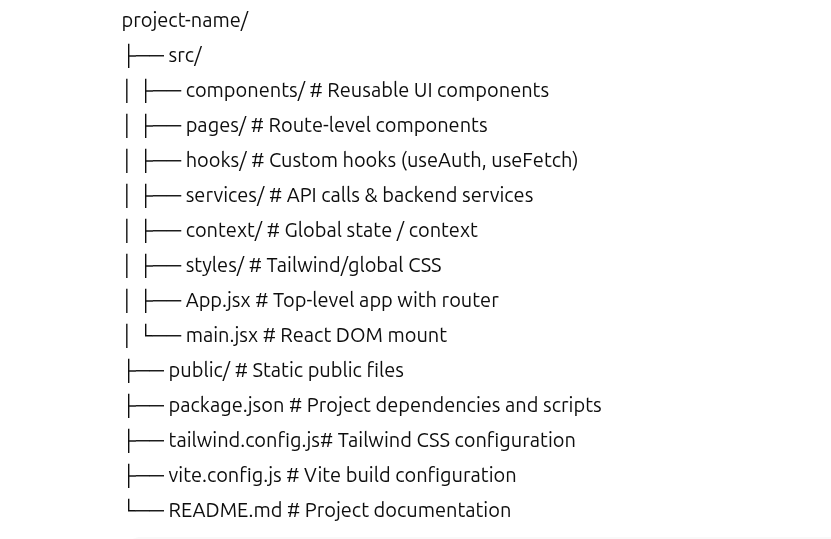 project-name/
├── src/
│ ├── components/ # Reusable UI components
│ ├── pages/ # Route-level components
│ ├── hooks/ # Custom hooks (useAuth, useFetch)
│ ├── services/ # API calls & backend services
│ ├── context/ # Global state / context
│ ├── styles/ # Tailwind/global CSS
│ ├── App.jsx # Top-level app with router
│ └── main.jsx # React DOM mount
├── public/ # Static public files
├── package.json # Project dependencies and scripts
├── tailwind.config.js# Tailwind CSS configuration
├── vite.config.js # Vite build configuration
└── README.md # Project documentation